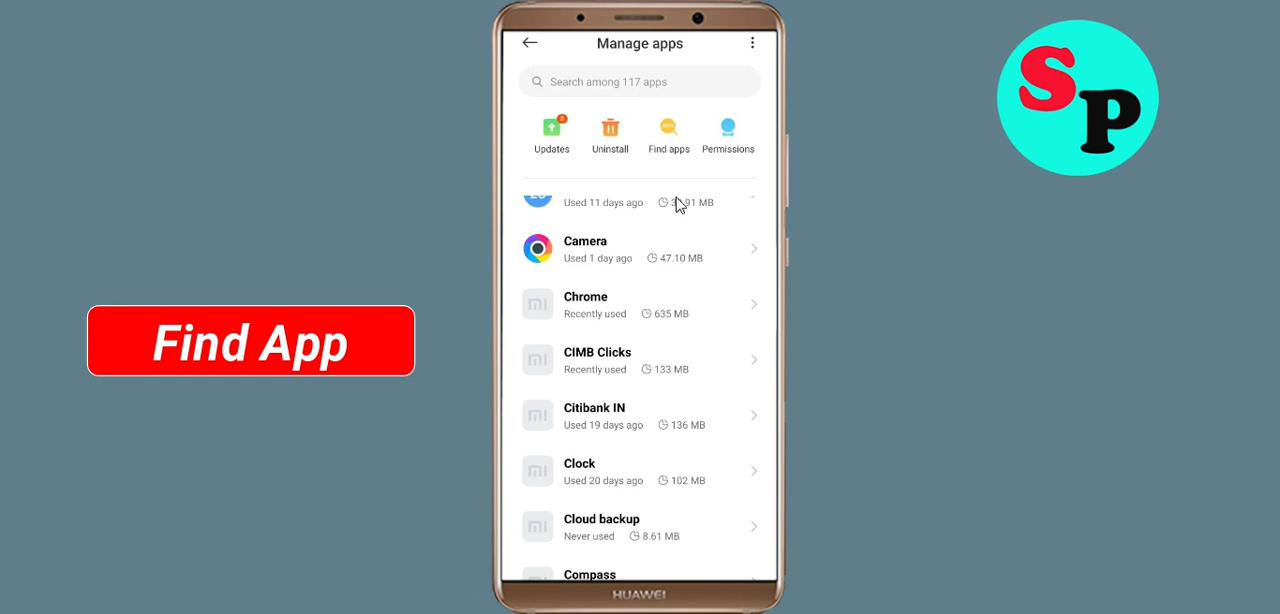 Manage apps
Search among 117 apps
8
Updates
Uninstall
Find apps
Permissions
Used 11 days ago
Camera
Used 1 day ago 47.10 MB
Chrome
Recently used 635 MB
CIMB Clicks
Recently used 133 MB
Citibank IN
Used 19 days ago 136 MB
Clock
Used 20 days ago 102 MB
Cloud backup
Never used 8.61 MB
Compass
HUAWEI
Find App
SP